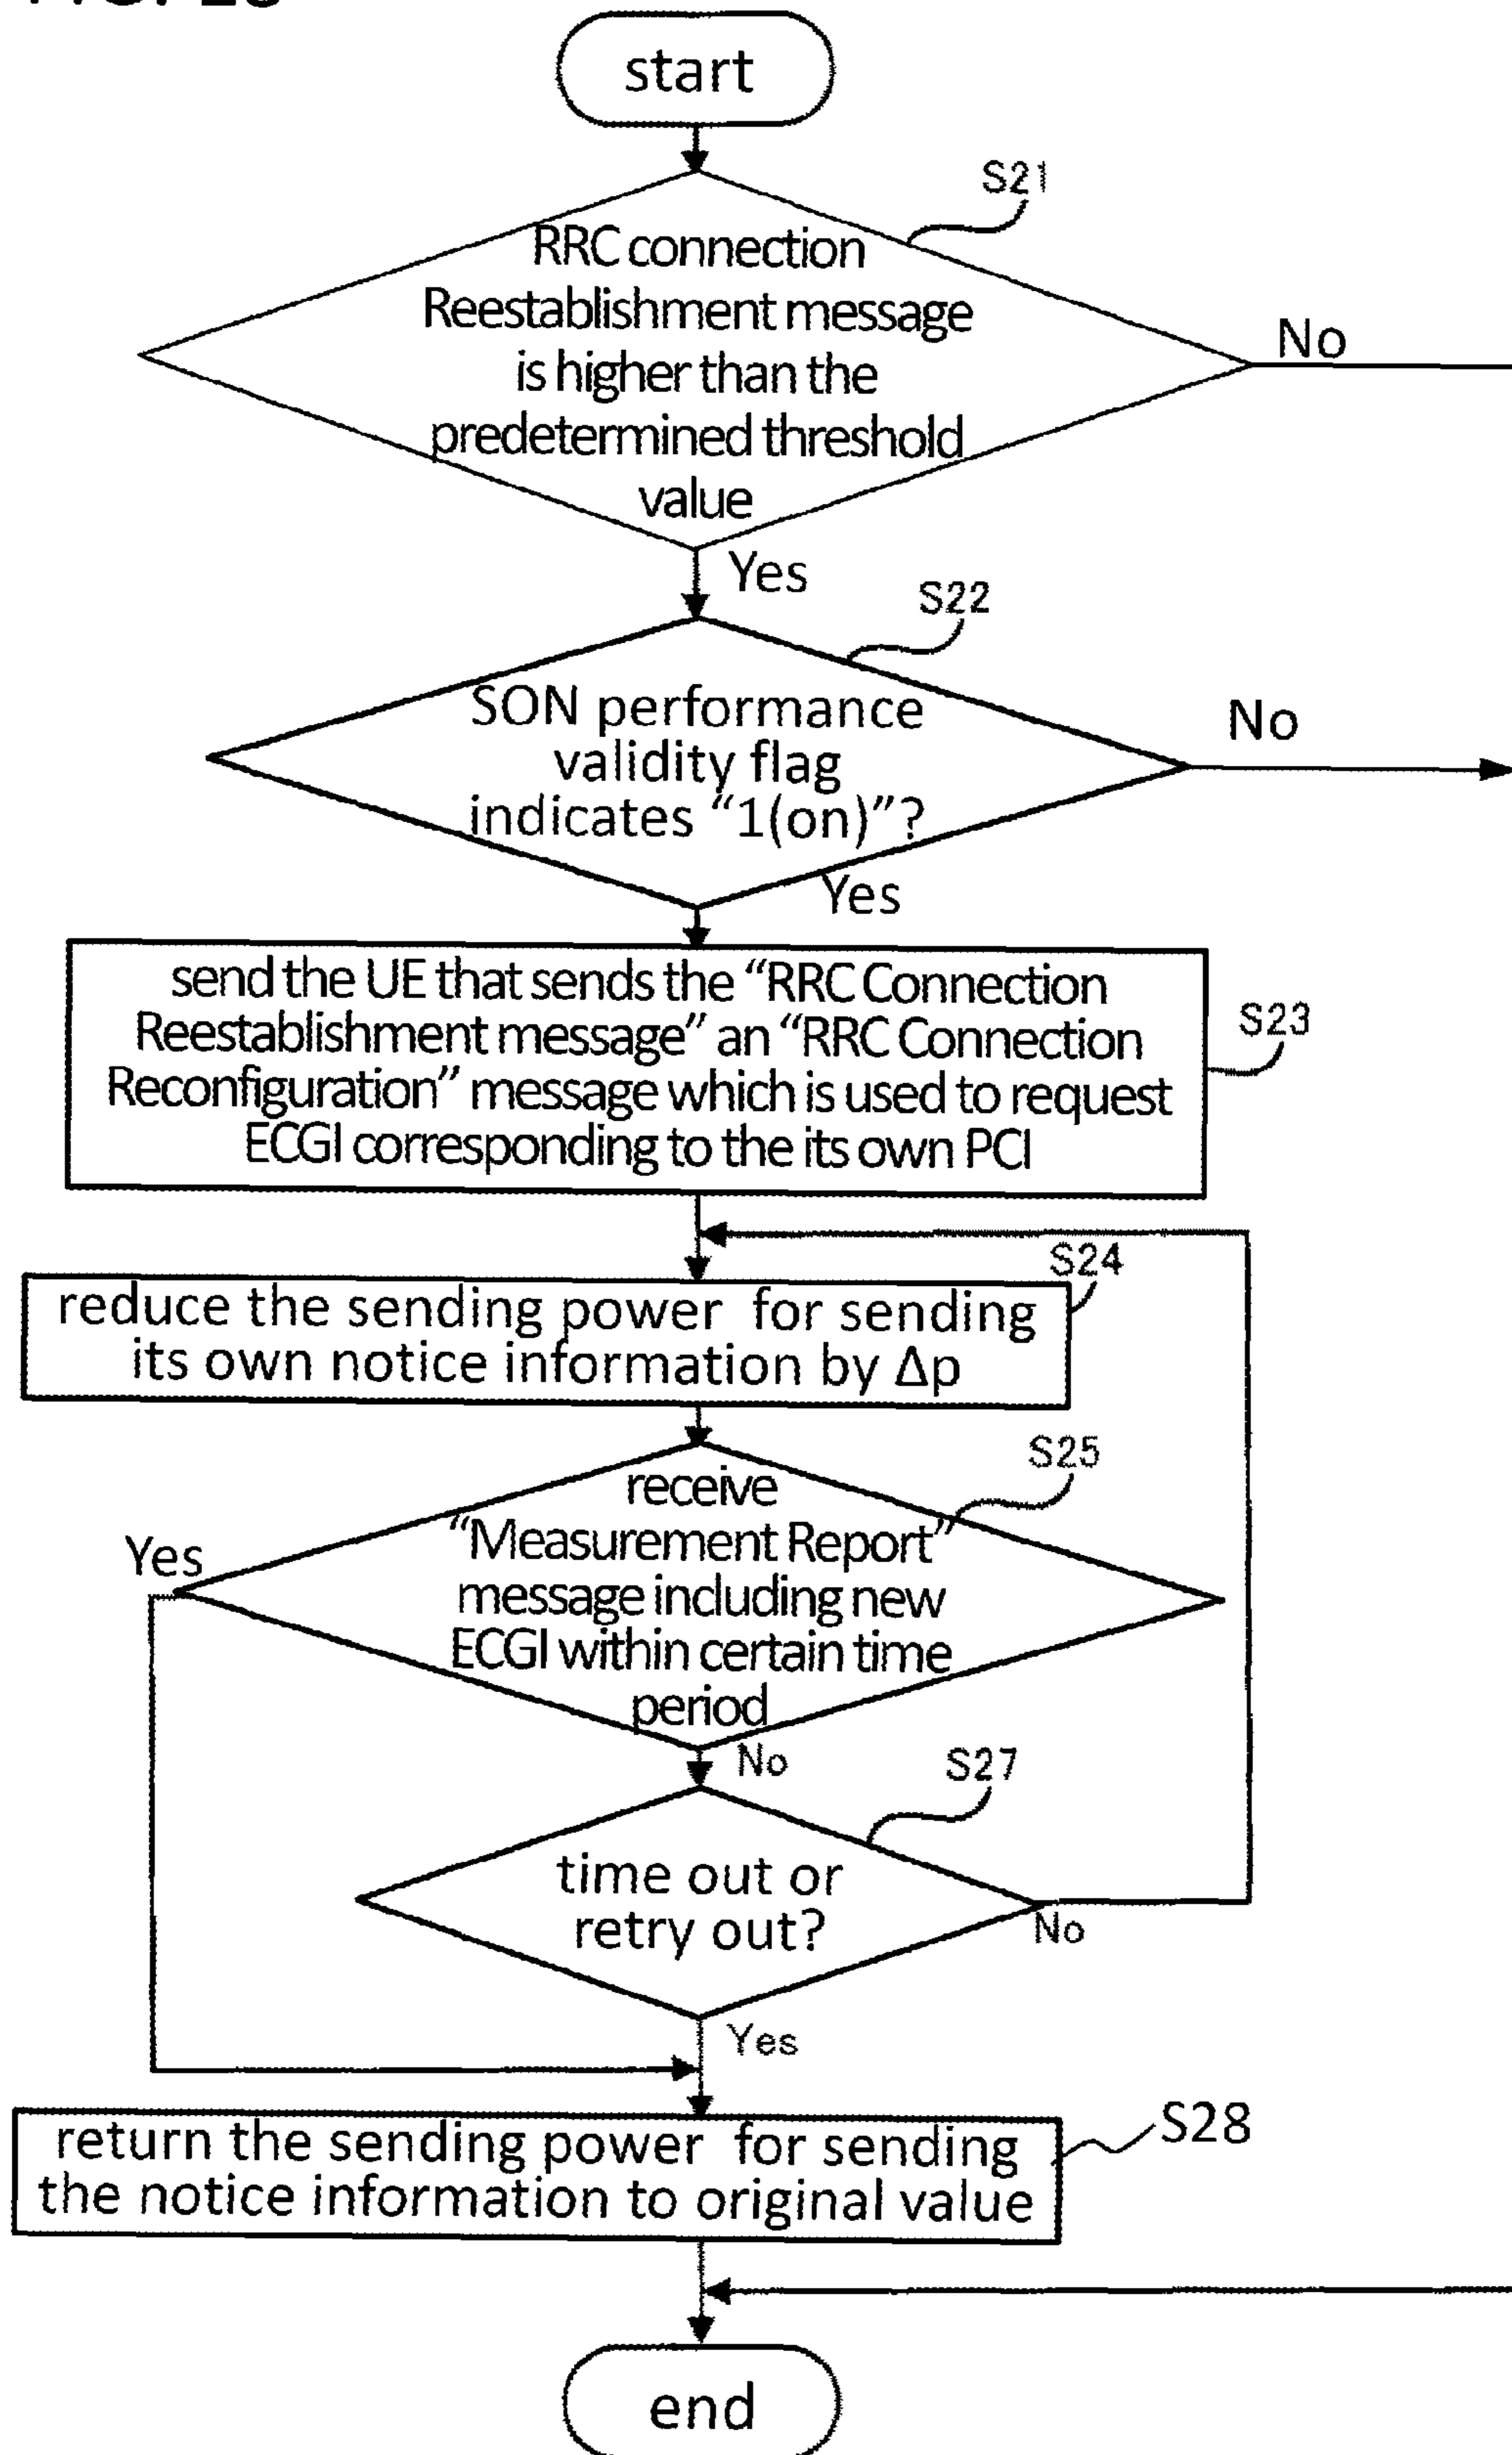 start
S21
RRC connection
Reestablishment message
is higher than the
predetermined threshold
value
No
Yes
S22
SON performance
validity flag
indicates “1(on)”?
No
Yes
send the UE that sends the “RRC Connection
Reestablishment message” an “RRC Connection
Reconfiguration” message which is used to request
ECGI corresponding to the its own PCI
S23
S24
reduce the sending power for sending
its own notice information by Δp
S25
receive
“Measurement Report”
message including new
ECGI within certain time
period
Yes
No
S27
time out or
retry out?
No
Yes
return the sending power for sending
the notice information to original value
S28
end